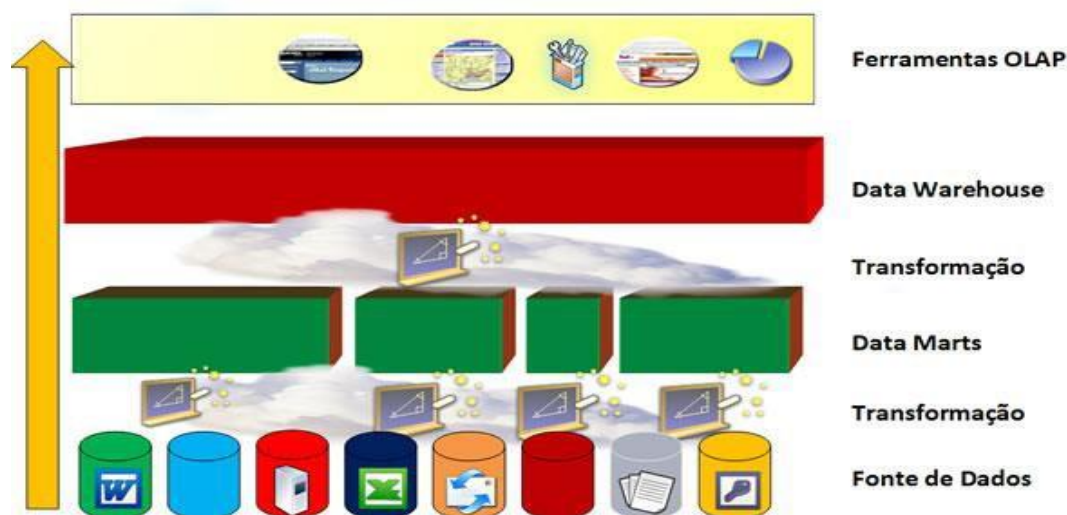 Ferramentas OLAP
Data Warehouse
Transformação
Data Marts
Transformação
W
X
Fonte de Dados